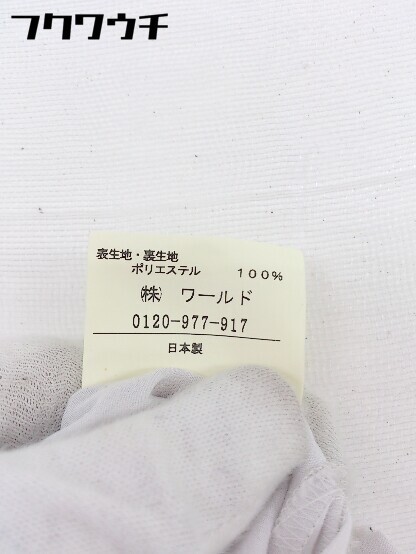 フクワウチ
表生地・裏生地
ポリエステル 100%
㈱ ワールド
0120-977-917
日本製